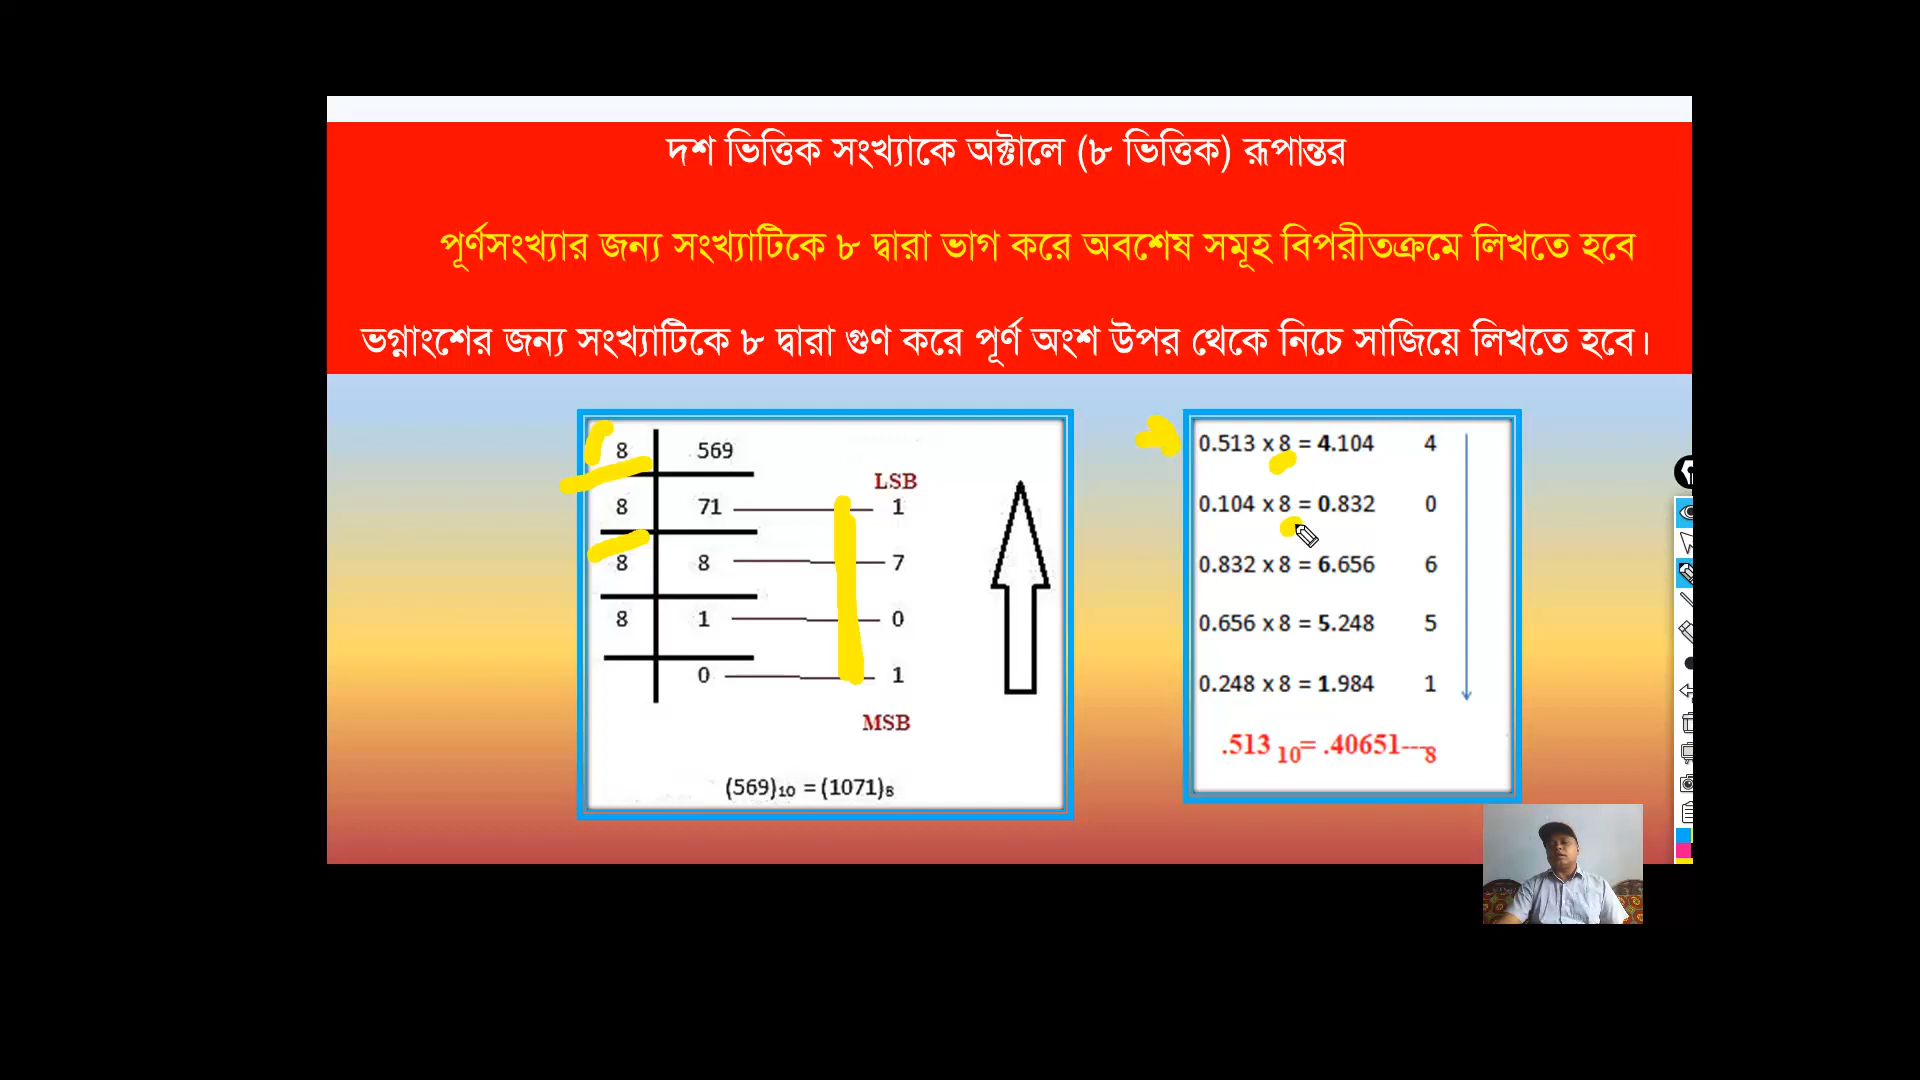 দশ ভিত্তিক সংখ্যাকে অক্টালে (৮ ভিত্তিক) রূপান্তর
পূর্ণসংখ্যার জন্য সংখ্যাটিকে ৮ দ্বারা ভাগ করে অবশেষ সমূহ বিপরীতক্রমে লিখতে হবে
ভগ্নাংশের জন্য সংখ্যাটিকে ৮ দ্বারা গুণ করে পূর্ণ অংশ উপর থেকে নিচে সাজিয়ে লিখতে হবে।
8 569
LSB
8 71 1
8 8 7
8 1 0
0 1
MSB
(569)₁₀ = (1071)₈
0.513 x 8 = 4.104 4
0.104 x 8 = 0.832 0
0.832 x 8 = 6.656 6
0.656 x 8 = 5.248 5
0.248 x 8 = 1.984 1
.513 ₁₀= .40651---₈